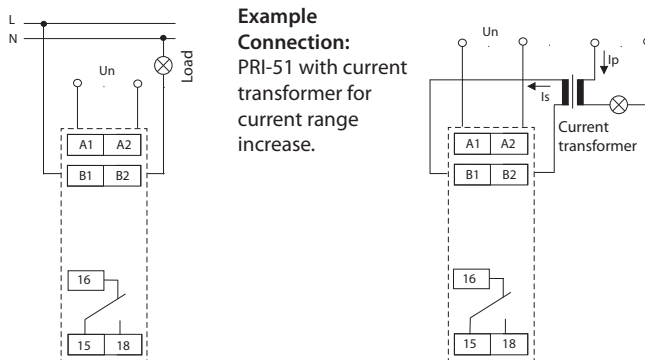 L
N
Un
Load
A1 A2
B1 B2
16
15 18
Example
Connection:
PRI-51 with current
transformer for
current range
increase.
Un
Ip
Is
Current
transformer
A1 A2
B1 B2
16
15 18